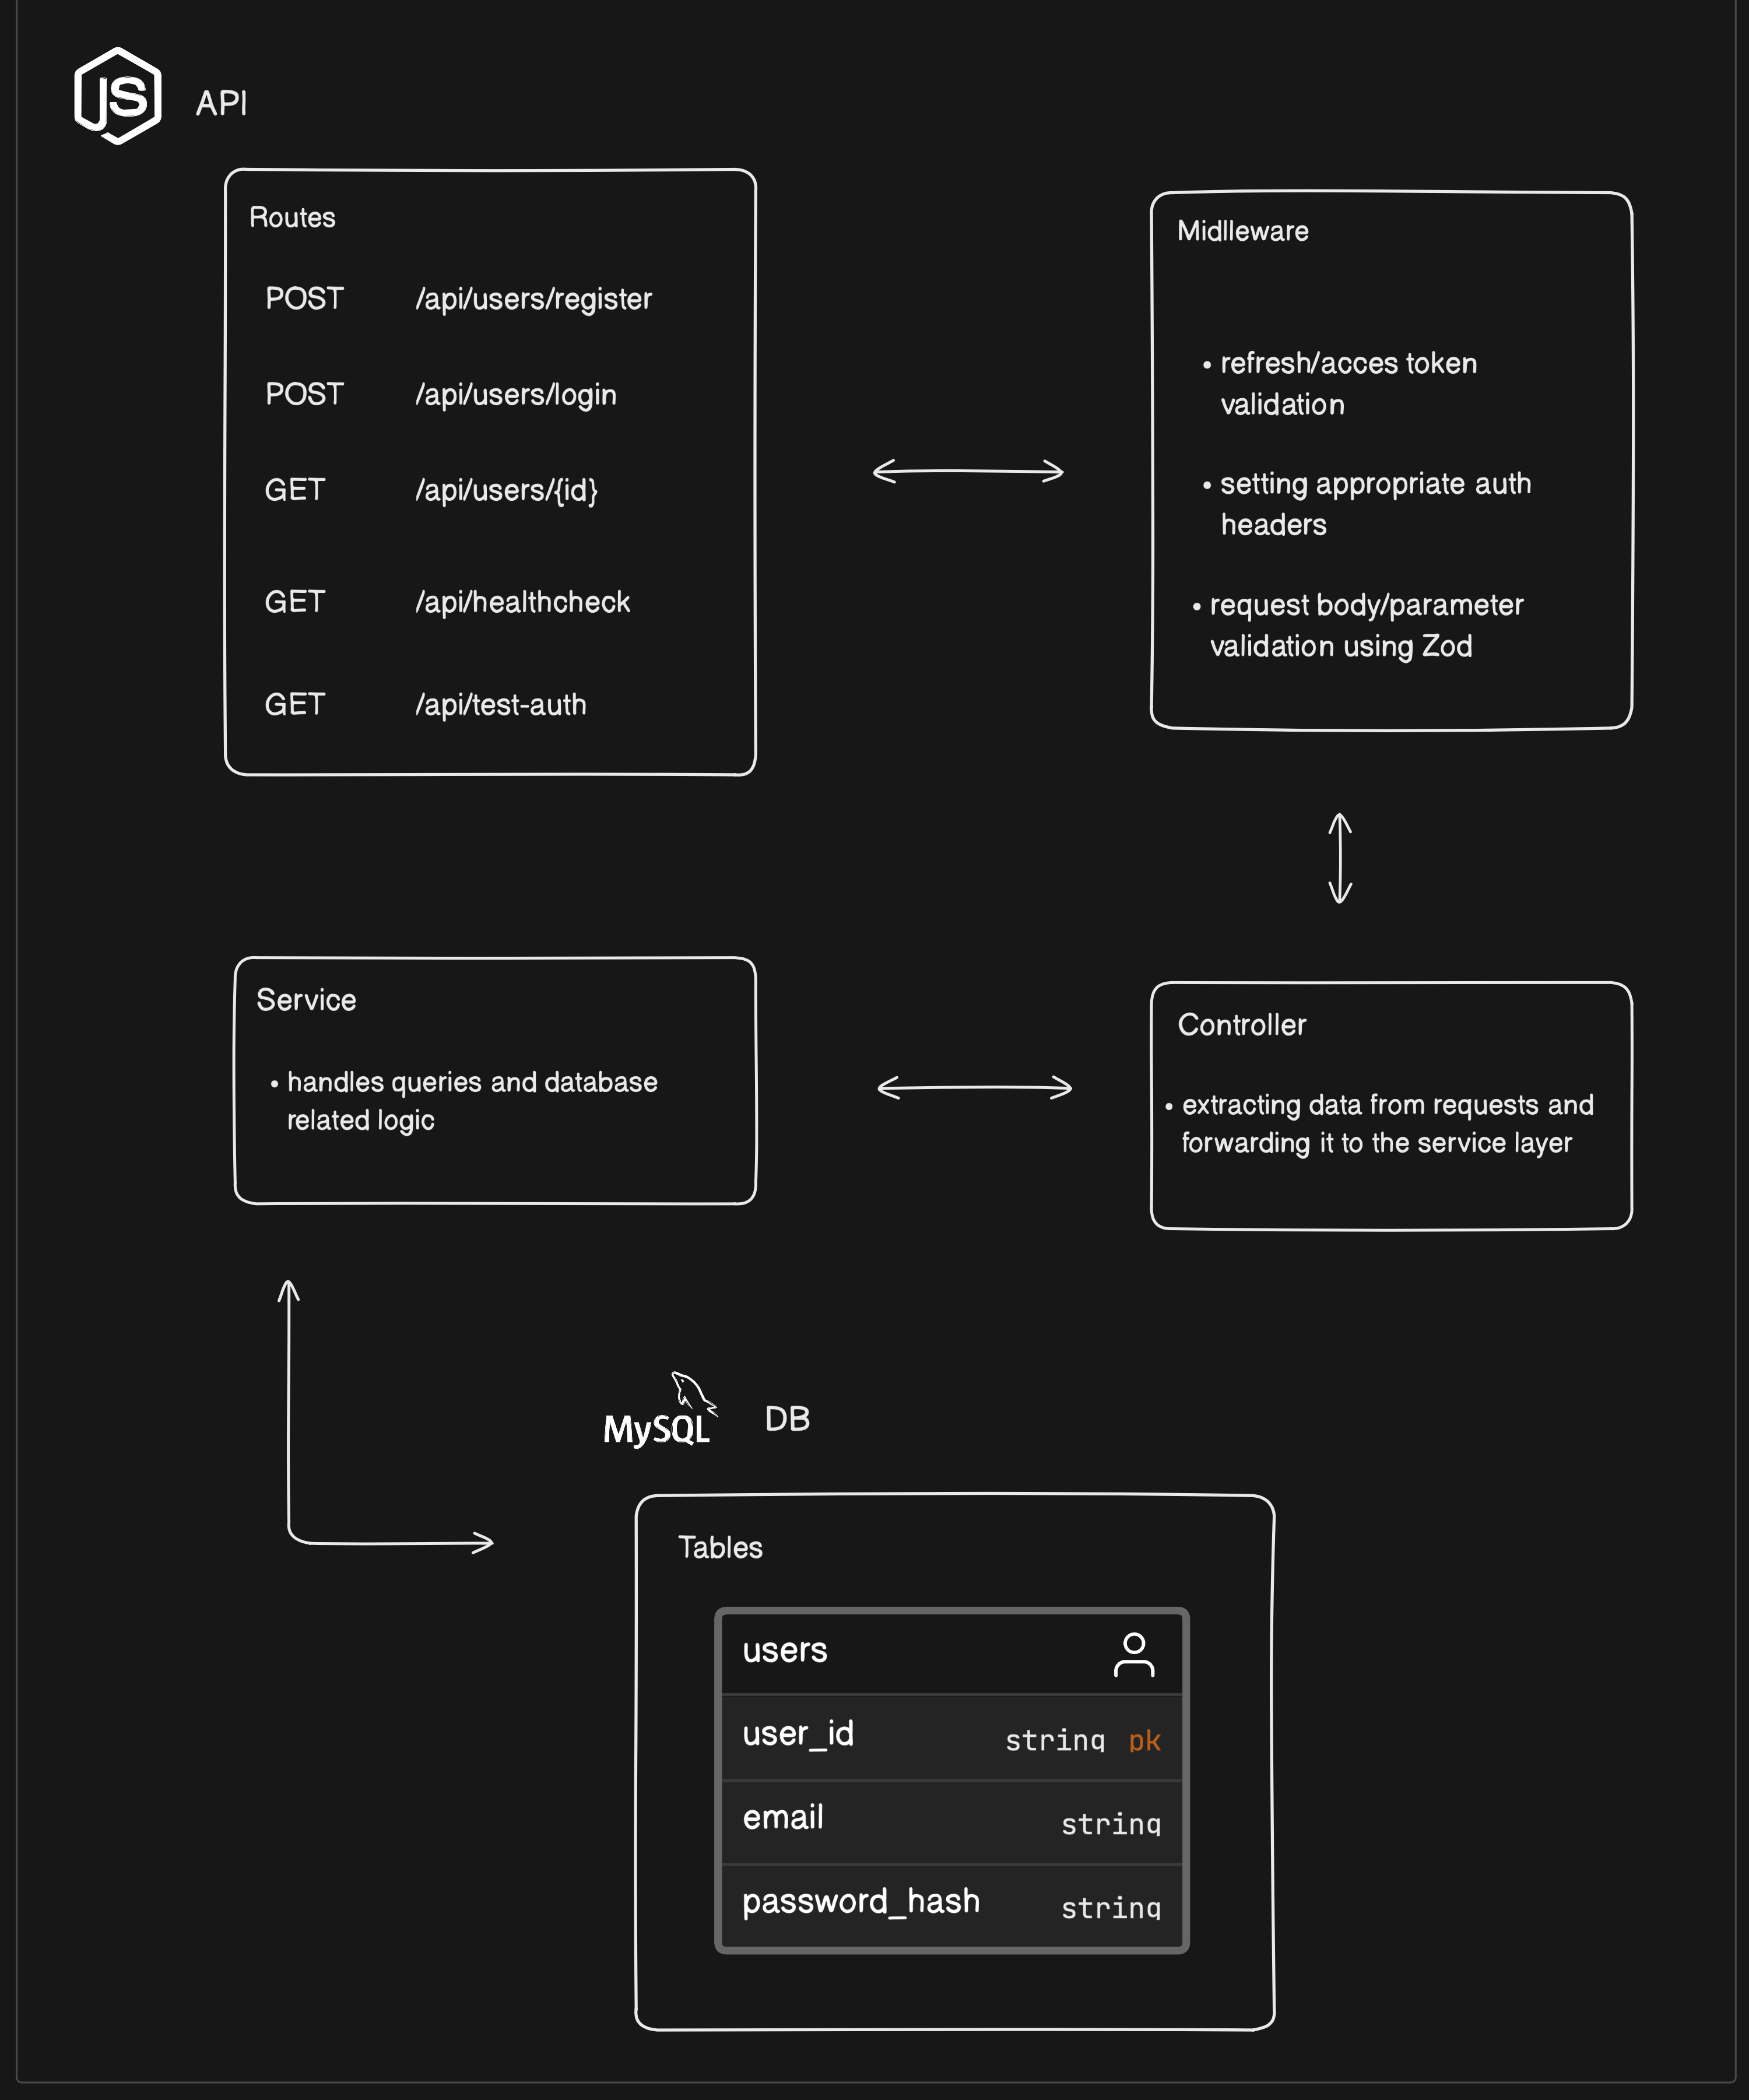 JS
API
Routes
POST /api/users/register
POST /api/users/login
GET /api/users/{id}
GET /api/healthcheck
GET /api/test-auth
Midlleware
• refresh/acces token
validation
• setting appropriate auth
headers
• request body/parameter
validation using Zod
Service
• handles queries and database
related logic
Controller
• extracting data from requests and
forwarding it to the service layer
MySQL
DB
Tables
users
user_id string pk
email string
password_hash string